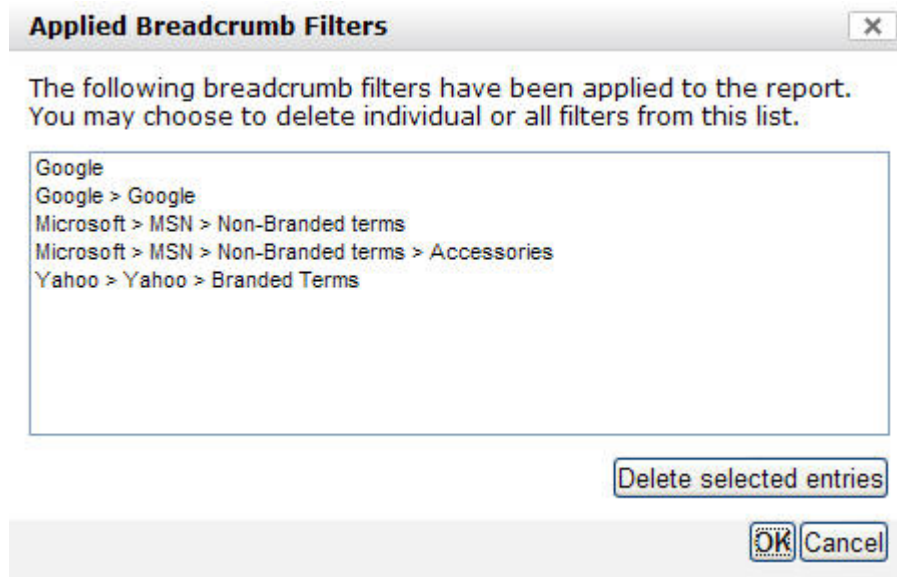 Applied Breadcrumb Filters
The following breadcrumb filters have been applied to the report.
You may choose to delete individual or all filters from this list.
Google
Google > Google
Microsoft > MSN > Non-Branded terms
Microsoft > MSN > Non-Branded terms > Accessories
Yahoo > Yahoo > Branded Terms
Delete selected entries
OK Cancel